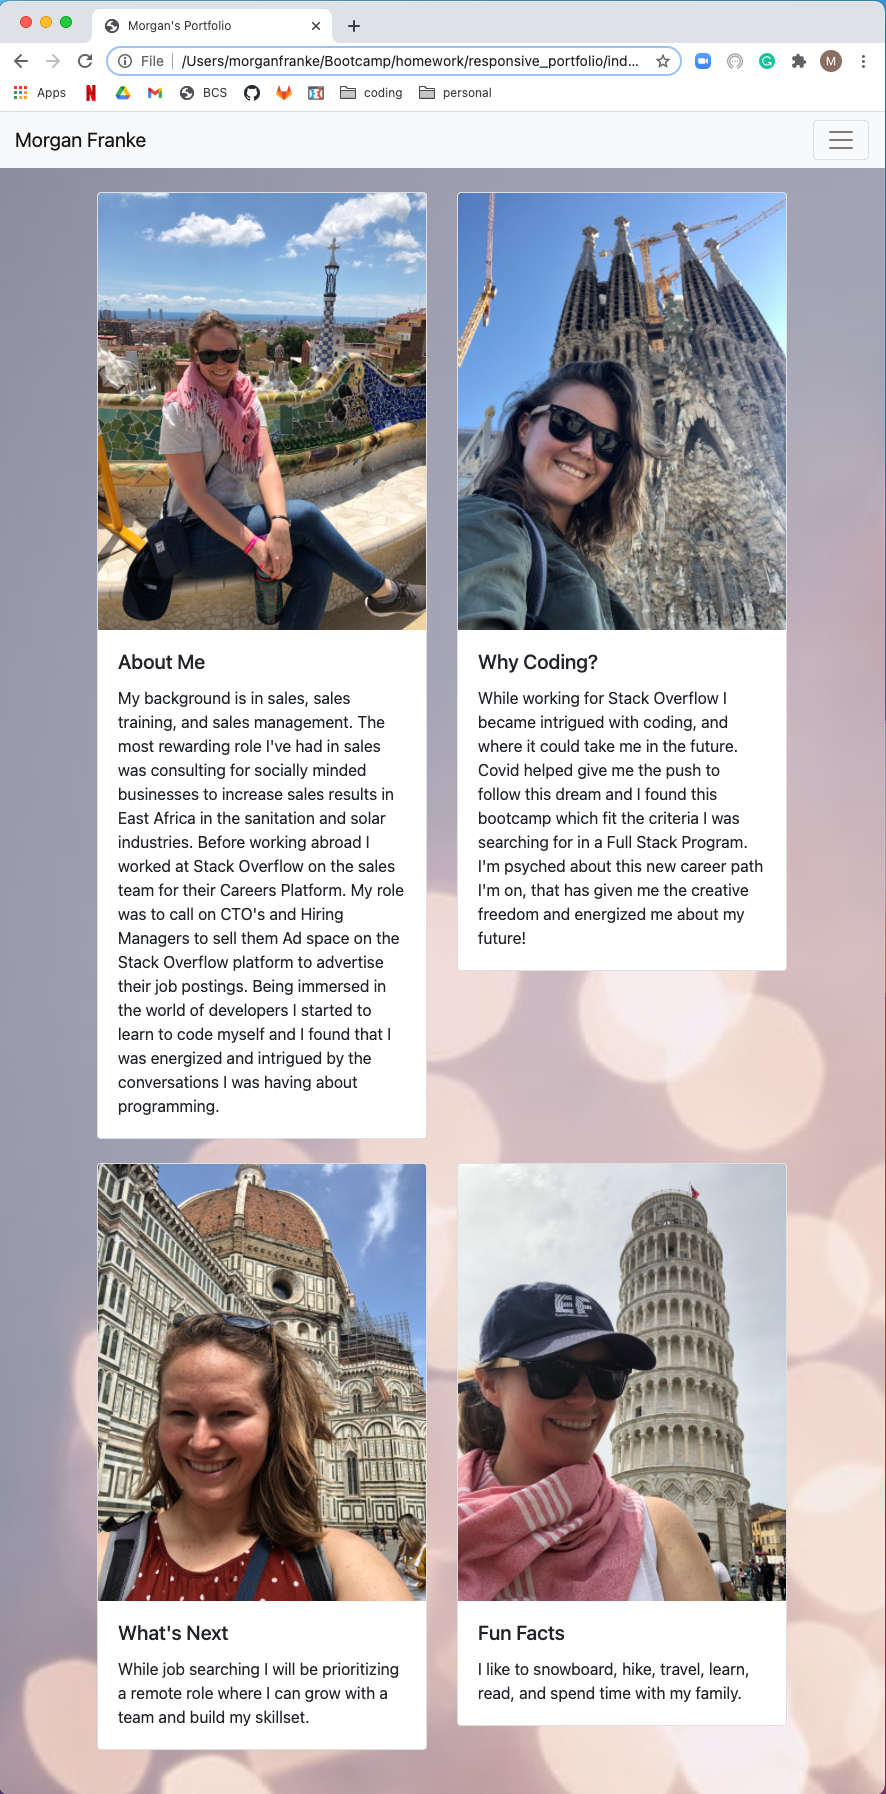 Morgan's Portfolio
File
/Users/morganfranke/Bootcamp/homework/responsive_portfolio/ind...
M
Apps
BCS
coding
personal
Morgan Franke
About Me
My background is in sales, sales
training, and sales management. The
most rewarding role I've had in sales
was consulting for socially minded
businesses to increase sales results in
East Africa in the sanitation and solar
industries. Before working abroad I
worked at Stack Overflow on the sales
team for their Careers Platform. My role
was to call on CTO's and Hiring
Managers to sell them Ad space on the
Stack Overflow platform to advertise
their job postings. Being immersed in
the world of developers I started to
learn to code myself and I found that I
was energized and intrigued by the
conversations I was having about
programming.
Why Coding?
While working for Stack Overflow I
became intrigued with coding, and
where it could take me in the future.
Covid helped give me the push to
follow this dream and I found this
bootcamp which fit the criteria I was
searching for in a Full Stack Program.
I'm psyched about this new career path
I'm on, that has given me the creative
freedom and energized me about my
future!
What's Next
While job searching I will be prioritizing
a remote role where I can grow with a
team and build my skillset.
EF
Fun Facts
I like to snowboard, hike, travel, learn,
read, and spend time with my family.